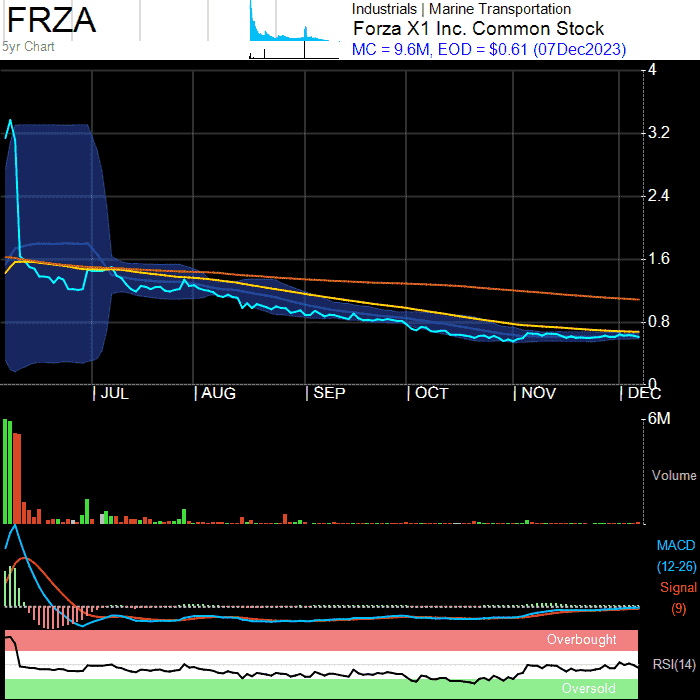 FRZA
5yr Chart
Industrials | Marine Transportation
Forza X1 Inc. Common Stock
MC = 9.6M, EOD = $0.61 (07Dec2023)
4
3.2
2.4
1.6
0.8
0
JUL
AUG
SEP
OCT
NOV
DEC
6M
Volume
MACD
(12-26)
Signal
(9)
Overbought
RSI(14)
Oversold